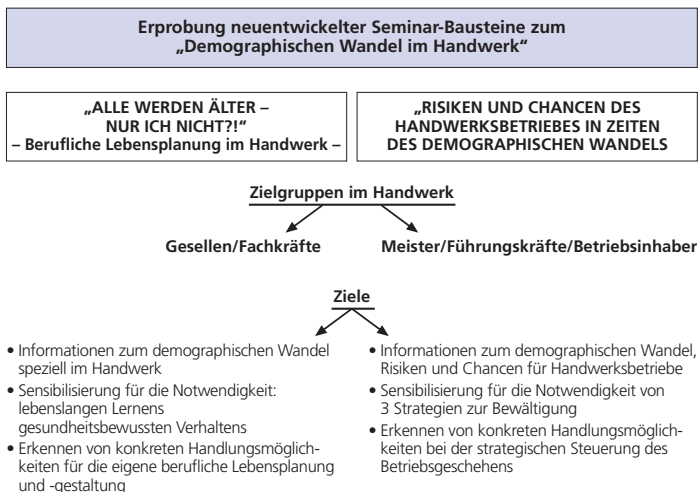 Erprobung neuentwickelter Seminar-Bausteine zum
„Demographischen Wandel im Handwerk“
„ALLE WERDEN ÄLTER –
NUR ICH NICHT?!“
– Berufliche Lebensplanung im Handwerk –
„RISIKEN UND CHANCEN DES
HANDWERKSBETRIEBES IN ZEITEN
DES DEMOGRAPHISCHEN WANDELS
Zielgruppen im Handwerk
Gesellen/Fachkräfte
Meister/Führungskräfte/Betriebsinhaber
Ziele
• Informationen zum demographischen Wandel
speziell im Handwerk
• Sensibilisierung für die Notwendigkeit:
lebenslangen Lernens
gesundheitsbewussten Verhaltens
• Erkennen von konkreten Handlungsmöglich-
keiten für die eigene berufliche Lebensplanung
und -gestaltung
• Informationen zum demographischen Wandel,
Risiken und Chancen für Handwerksbetriebe
• Sensibilisierung für die Notwendigkeit von
3 Strategien zur Bewältigung
• Erkennen von konkreten Handlungsmöglich-
keiten bei der strategischen Steuerung des
Betriebsgeschehens